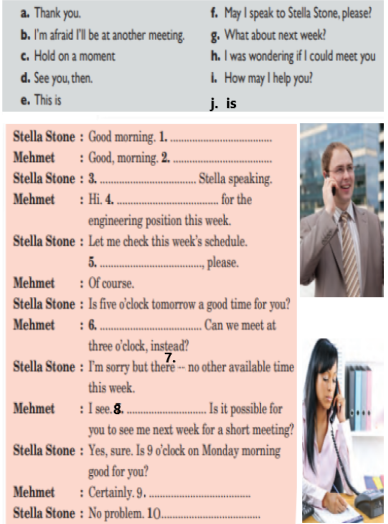 a. Thank you.
f. May I speak to Stella Stone, please?
b. I'm afraid I'll be at another meeting.
g. What about next week?
c. Hold on a moment
h. I was wondering if I could meet you
d. See you, then.
i. How may I help you?
e. This is
j. is
Stella Stone : Good morning. 1. ................................
Mehmet : Good, morning. 2. ................................
Stella Stone : 3. ............................... Stella speaking.
Mehmet : Hi. 4. ........................................ for the
engineering position this week.
Stella Stone : Let me check this week's schedule.
5. ..................................., please.
Mehmet : Of course.
Stella Stone : Is five o'clock tomorrow a good time for you?
Mehmet : 6. ................................ Can we meet at
three o'clock, instead?
Stella Stone : I'm sorry but there 7. -- no other available time
this week.
Mehmet : I see. 8. ......................... Is it possible for
you to see me next week for a short meeting?
Stella Stone : Yes, sure. Is 9 o'clock on Monday morning
good for you?
Mehmet : Certainly. 9. ................................
Stella Stone : No problem. 10................................